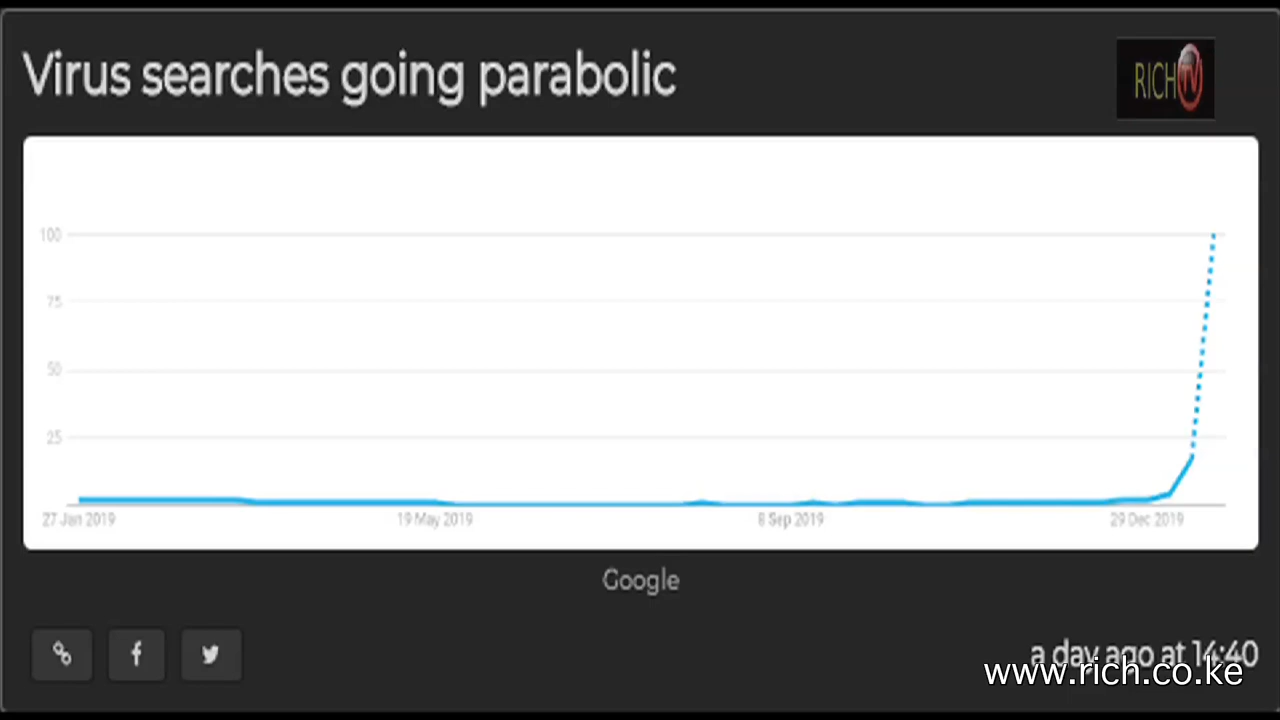 Virus searches going parabolic
RICH TV
100
75
50
25
27 Jan 2019
19 May 2019
8 Sep 2019
29 Dec 2019
Google
a day ago at 14:40
www.rich.co.ke